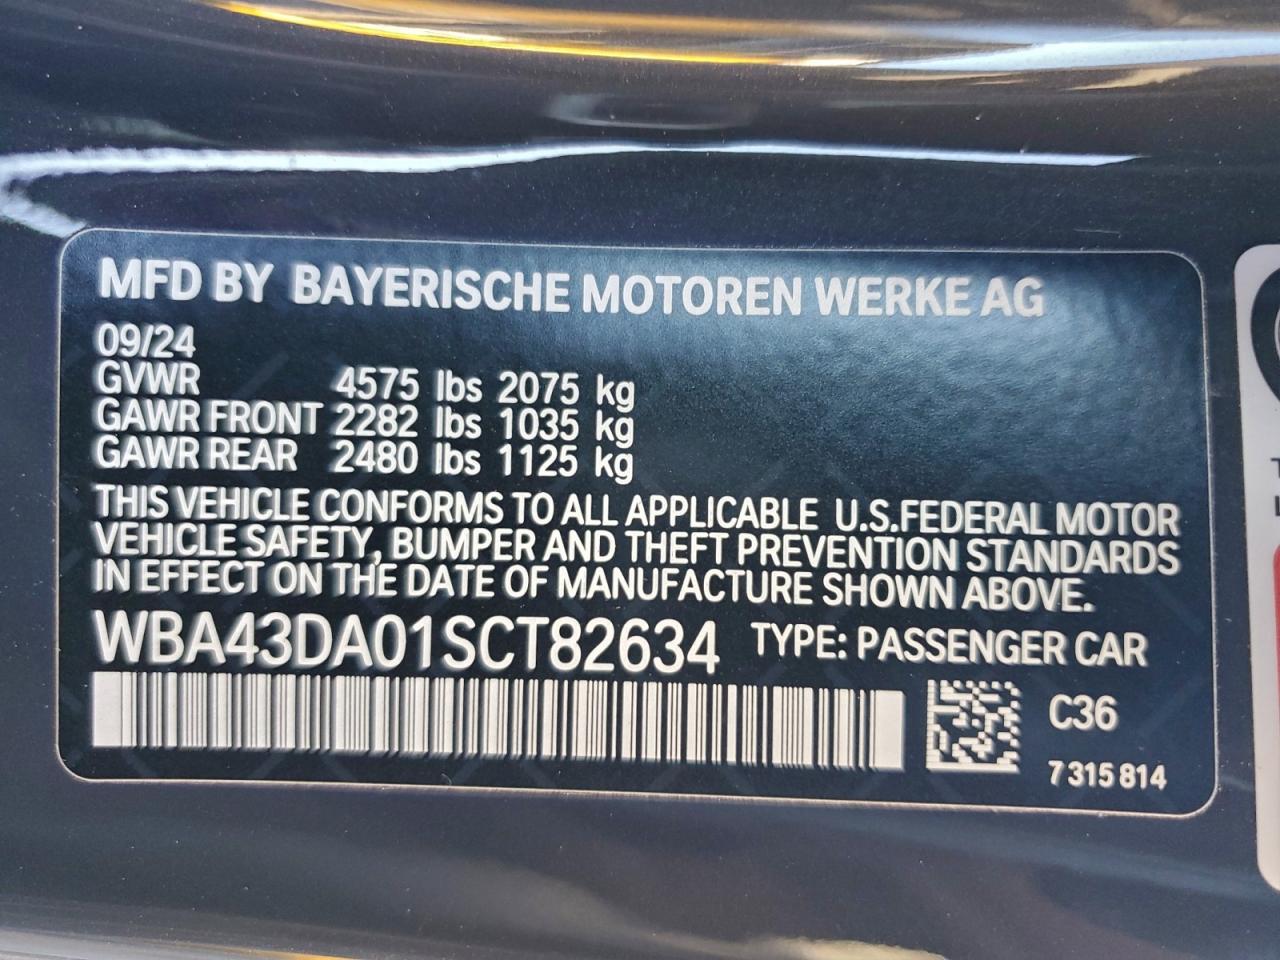 MFD BY BAYERISCHE MOTOREN WERKE AG
09/24
GVWR 4575 lbs 2075 kg
GAWR FRONT 2282 lbs 1035 kg
GAWR REAR 2480 lbs 1125 kg
THIS VEHICLE CONFORMS TO ALL APPLICABLE U.S.FEDERAL MOTOR
VEHICLE SAFETY, BUMPER AND THEFT PREVENTION STANDARDS
IN EFFECT ON THE DATE OF MANUFACTURE SHOWN ABOVE.
WBA43DA01SCT82634 TYPE: PASSENGER CAR
C36
7 315 814